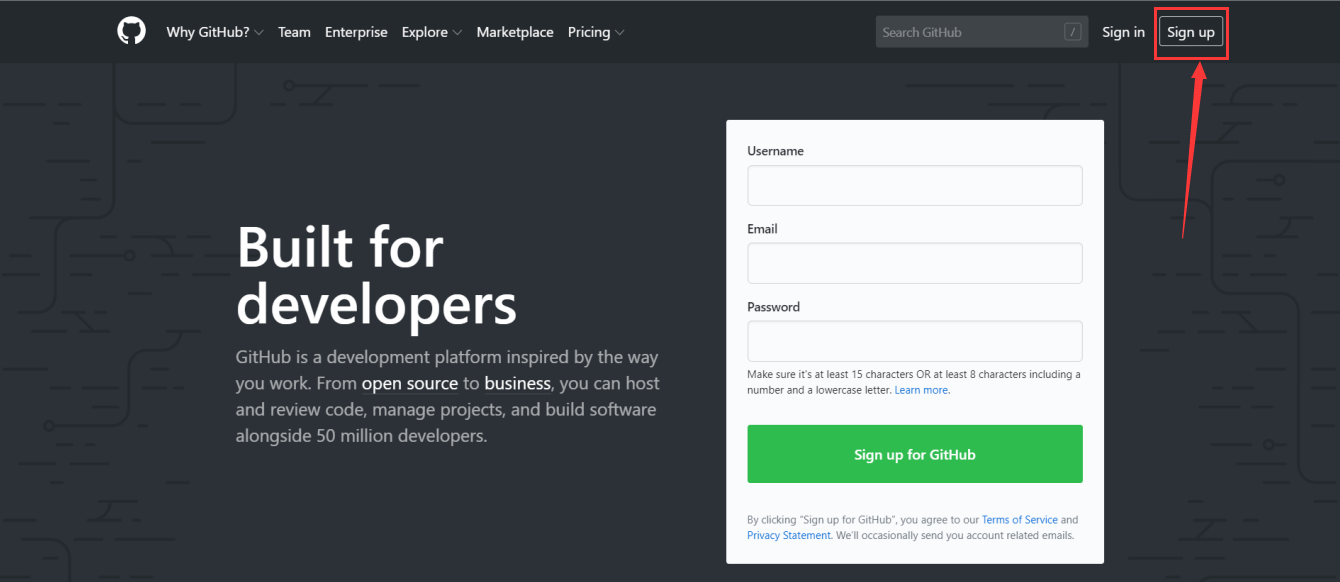 Why GitHub? Team Enterprise Explore Marketplace Pricing Search GitHub / Sign in Sign up
Built for
developers
GitHub is a development platform inspired by the way
you work. From open source to business, you can host
and review code, manage projects, and build software
alongside 50 million developers.
Username
Email
Password
Make sure it's at least 15 characters OR at least 8 characters including a
number and a lowercase letter. Learn more.
Sign up for GitHub
By clicking “Sign up for GitHub”, you agree to our Terms of Service and
Privacy Statement. We’ll occasionally send you account related emails.